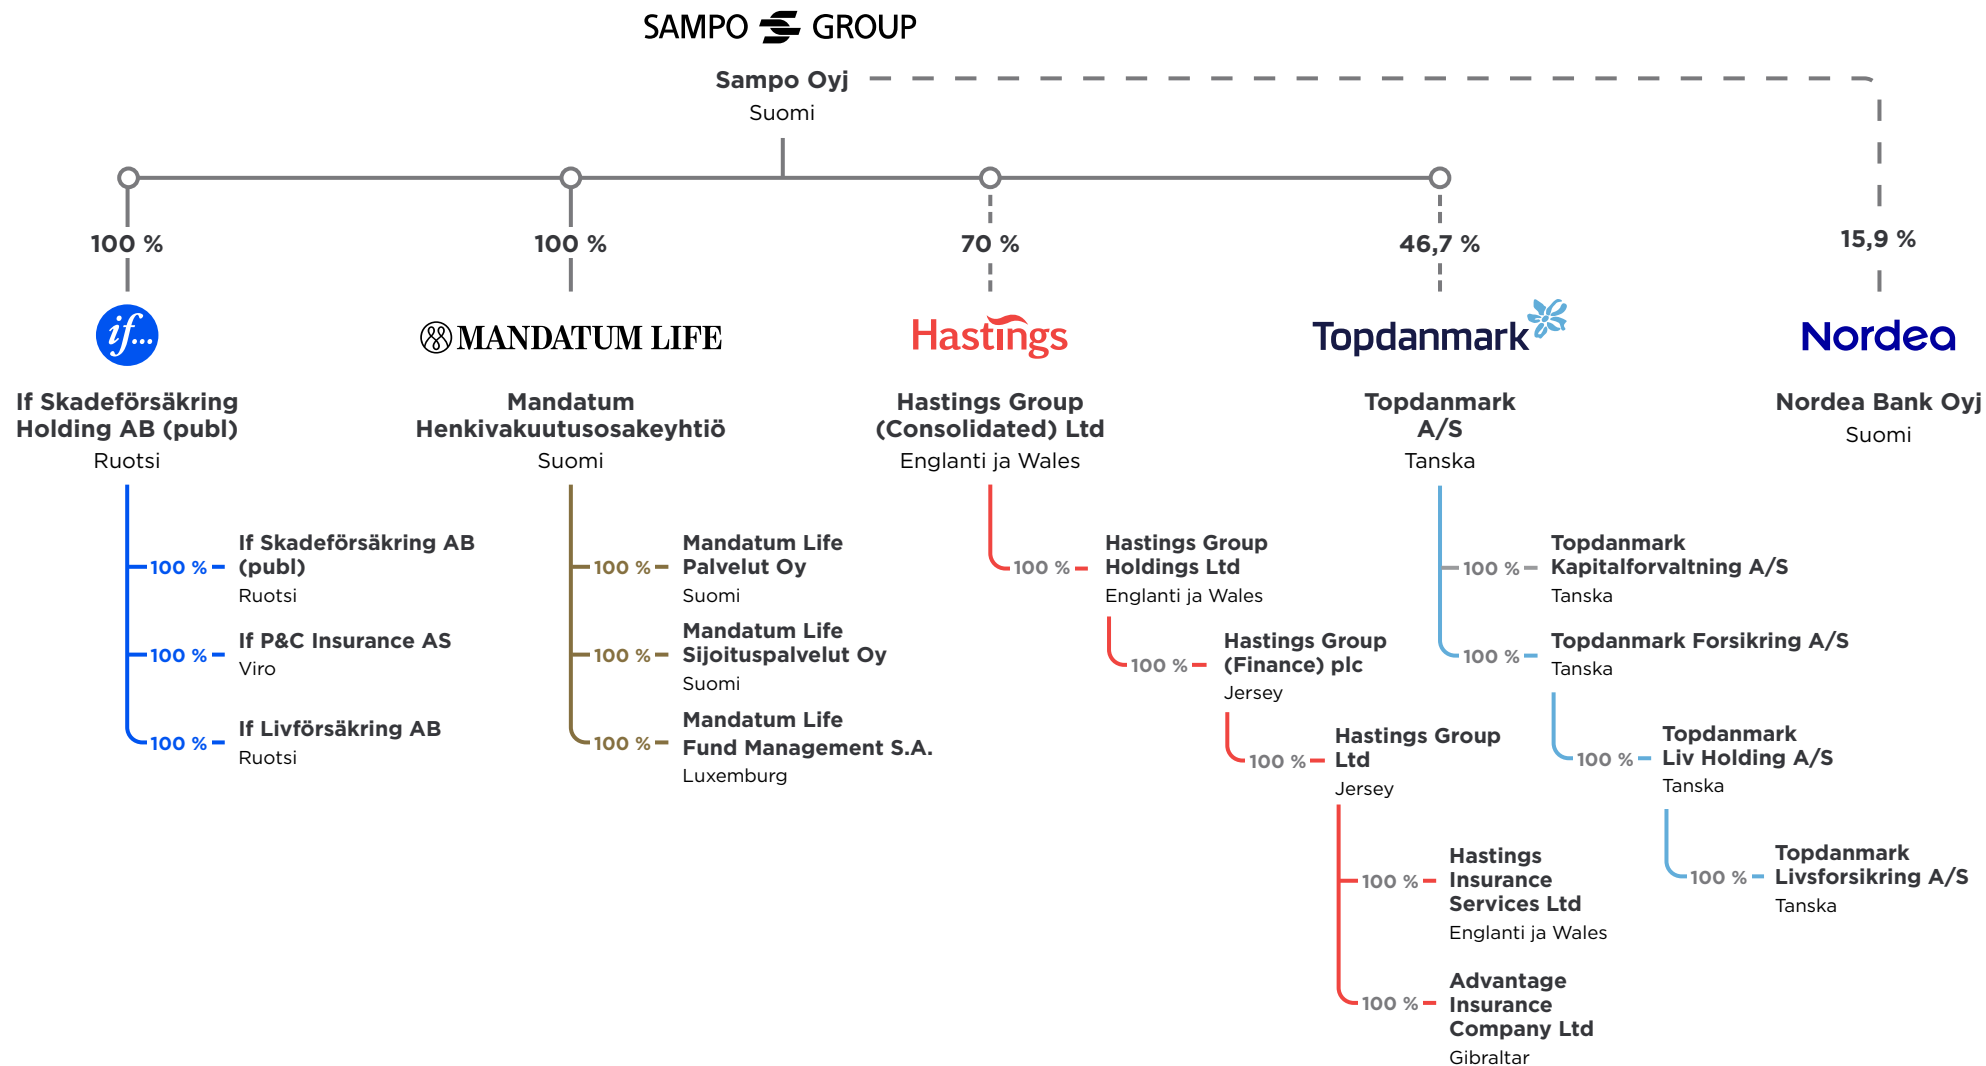 SAMPO GROUP
Sampo Oyj
Suomi
100 %
100 %
70 %
46,7 %
15,9 %
if...
MANDATUM LIFE
Hastings
Topdanmark
Nordea
If Skadeförsäkring
Holding AB (publ)
Ruotsi
Mandatum
Henkivakuutusosakeyhtiö
Suomi
Hastings Group
(Consolidated) Ltd
Englanti ja Wales
Topdanmark
A/S
Tanska
Nordea Bank Oyj
Suomi
100 %
If Skadeförsäkring AB
(publ)
Ruotsi
100 %
If P&C Insurance AS
Viro
100 %
If Livförsäkring AB
Ruotsi
100 %
Mandatum Life
Palvelut Oy
Suomi
100 %
Mandatum Life
Sijoituspalvelut Oy
Suomi
100 %
Mandatum Life
Fund Management S.A.
Luxemburg
100 %
Hastings Group
Holdings Ltd
Englanti ja Wales
100 %
Hastings Group
(Finance) plc
Jersey
100 %
Hastings Group
Ltd
Jersey
100 %
Hastings
Insurance
Services Ltd
Englanti ja Wales
100 %
Advantage
Insurance
Company Ltd
Gibraltar
100 %
Topdanmark
Kapitalforvaltning A/S
Tanska
100 %
Topdanmark Forsikring A/S
Tanska
100 %
Topdanmark
Liv Holding A/S
Tanska
100 %
Topdanmark
Livsforsikring A/S
Tanska